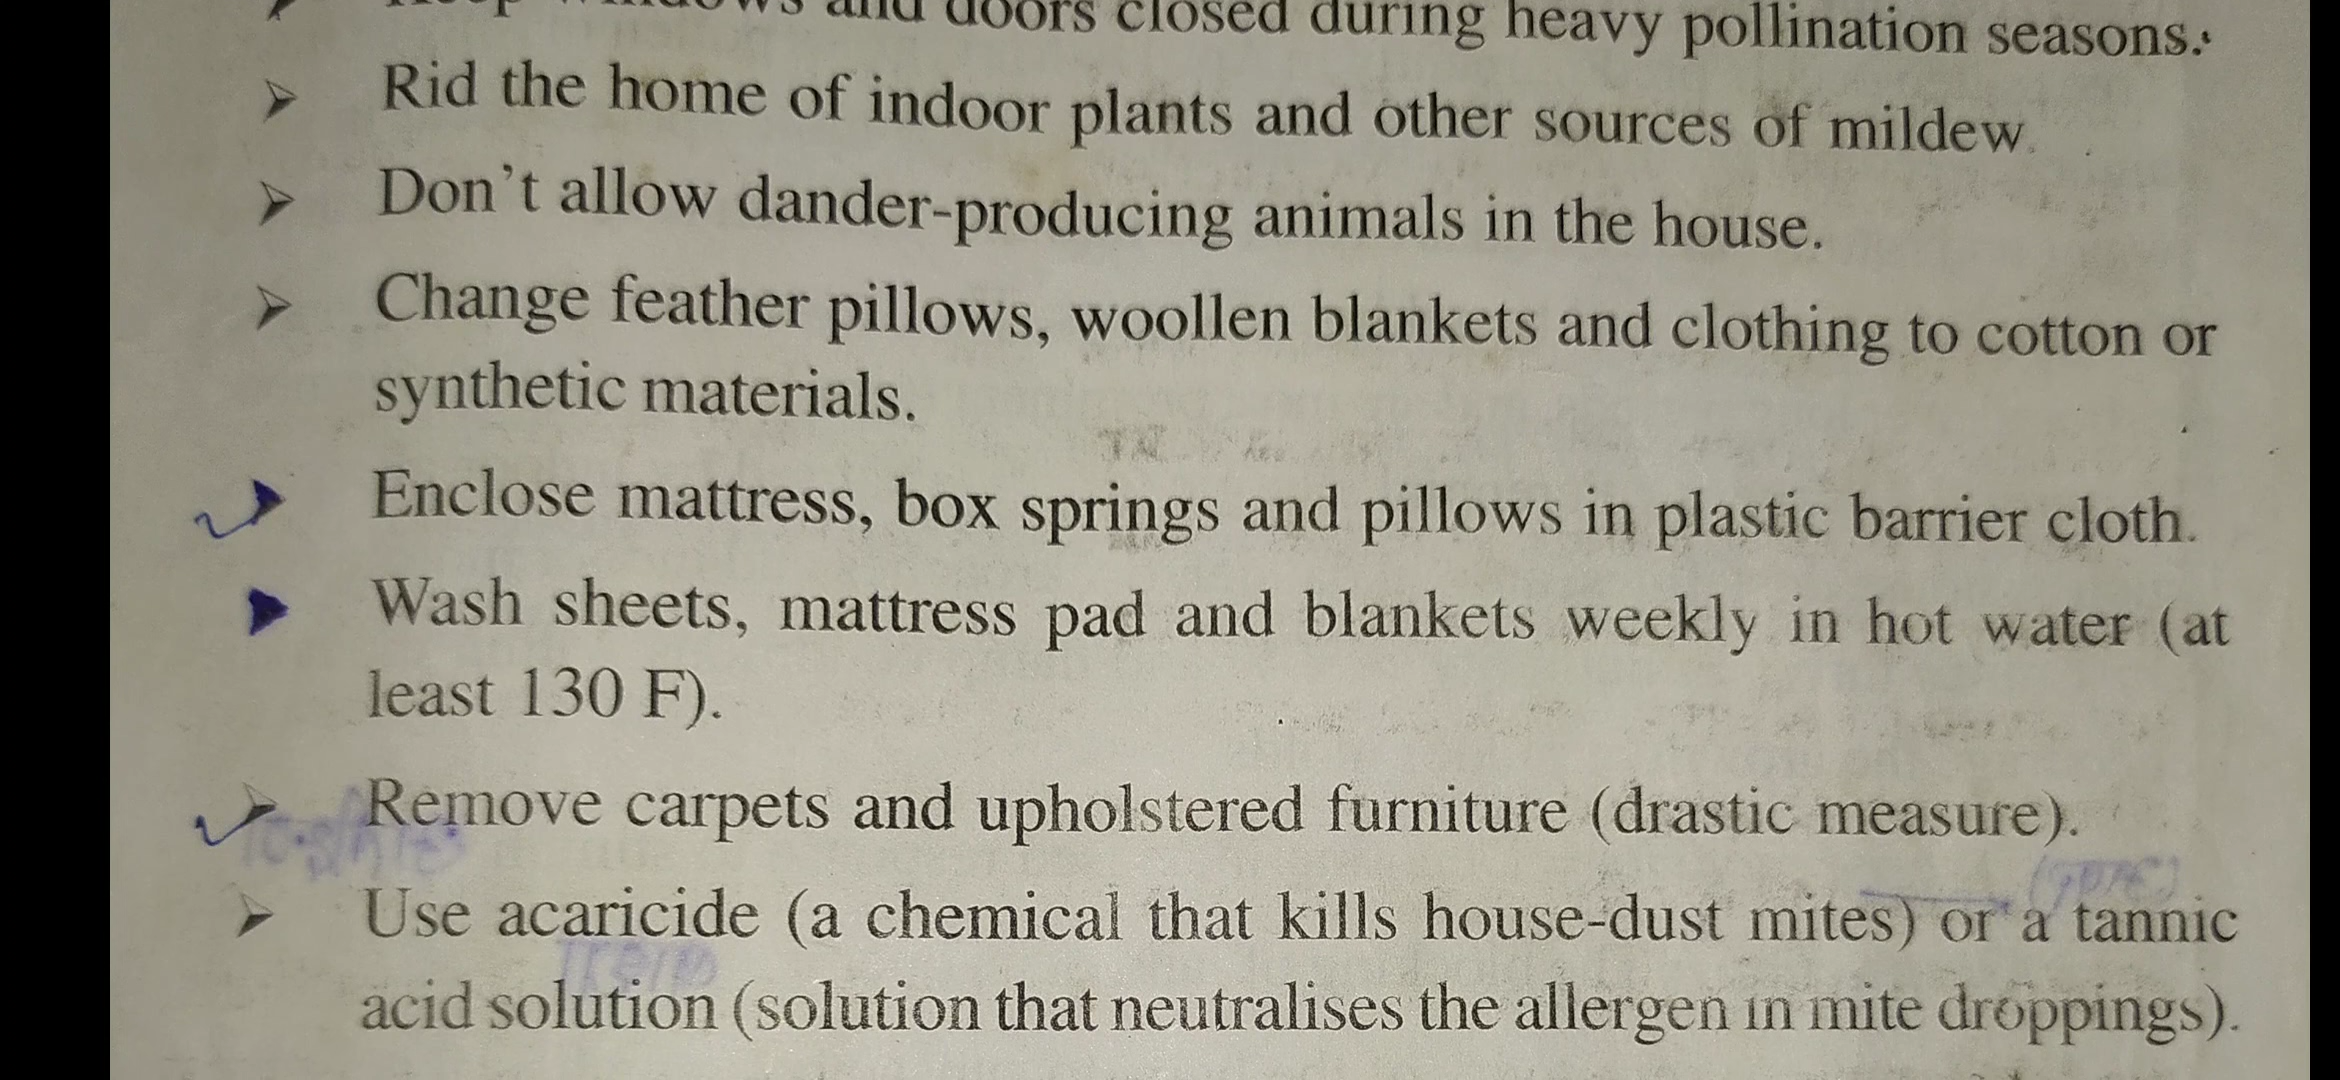 Keep windows and doors closed during heavy pollination seasons.
➤ Rid the home of indoor plants and other sources of mildew.
➤ Don't allow dander-producing animals in the house.
➤ Change feather pillows, woollen blankets and clothing to cotton or
synthetic materials.
➤ Enclose mattress, box springs and pillows in plastic barrier cloth.
➤ Wash sheets, mattress pad and blankets weekly in hot water (at
least 130 F).
➤ Remove carpets and upholstered furniture (drastic measure).
➤ Use acaricide (a chemical that kills house-dust mites) or a tannic
acid solution (solution that neutralises the allergen in mite droppings).